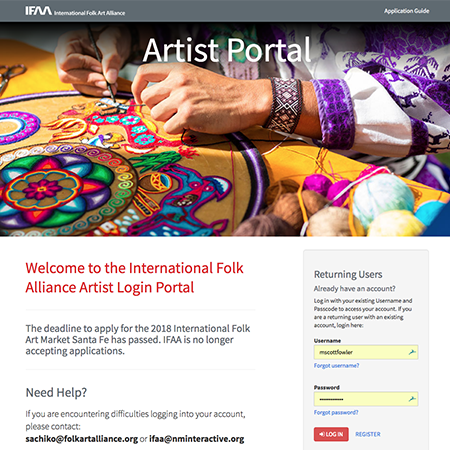 IFAA International Folk Art Alliance
Application Guide
Artist Portal
Welcome to the International Folk
Alliance Artist Login Portal
The deadline to apply for the 2018 International Folk
Art Market Santa Fe has passed. IFAA is no longer
accepting applications.
Need Help?
If you are encountering difficulties logging into your account,
please contact:
sachiko@folkartalliance.org or ifaa@nminteractive.org
Returning Users
Already have an account?
Log in with your existing Username and
Passcode to access your account. If you
are a returning user with an existing
account, login here:
Username
mscottfowler
Forgot username?
Password
Forgot password?
LOG IN
REGISTER